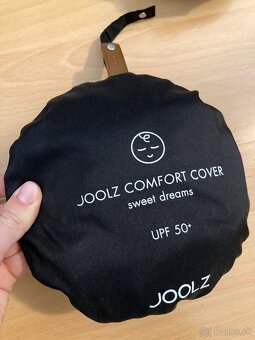 JOOLZ COMFORT COVER
sweet dreams
UPF 50+
JOOLZ